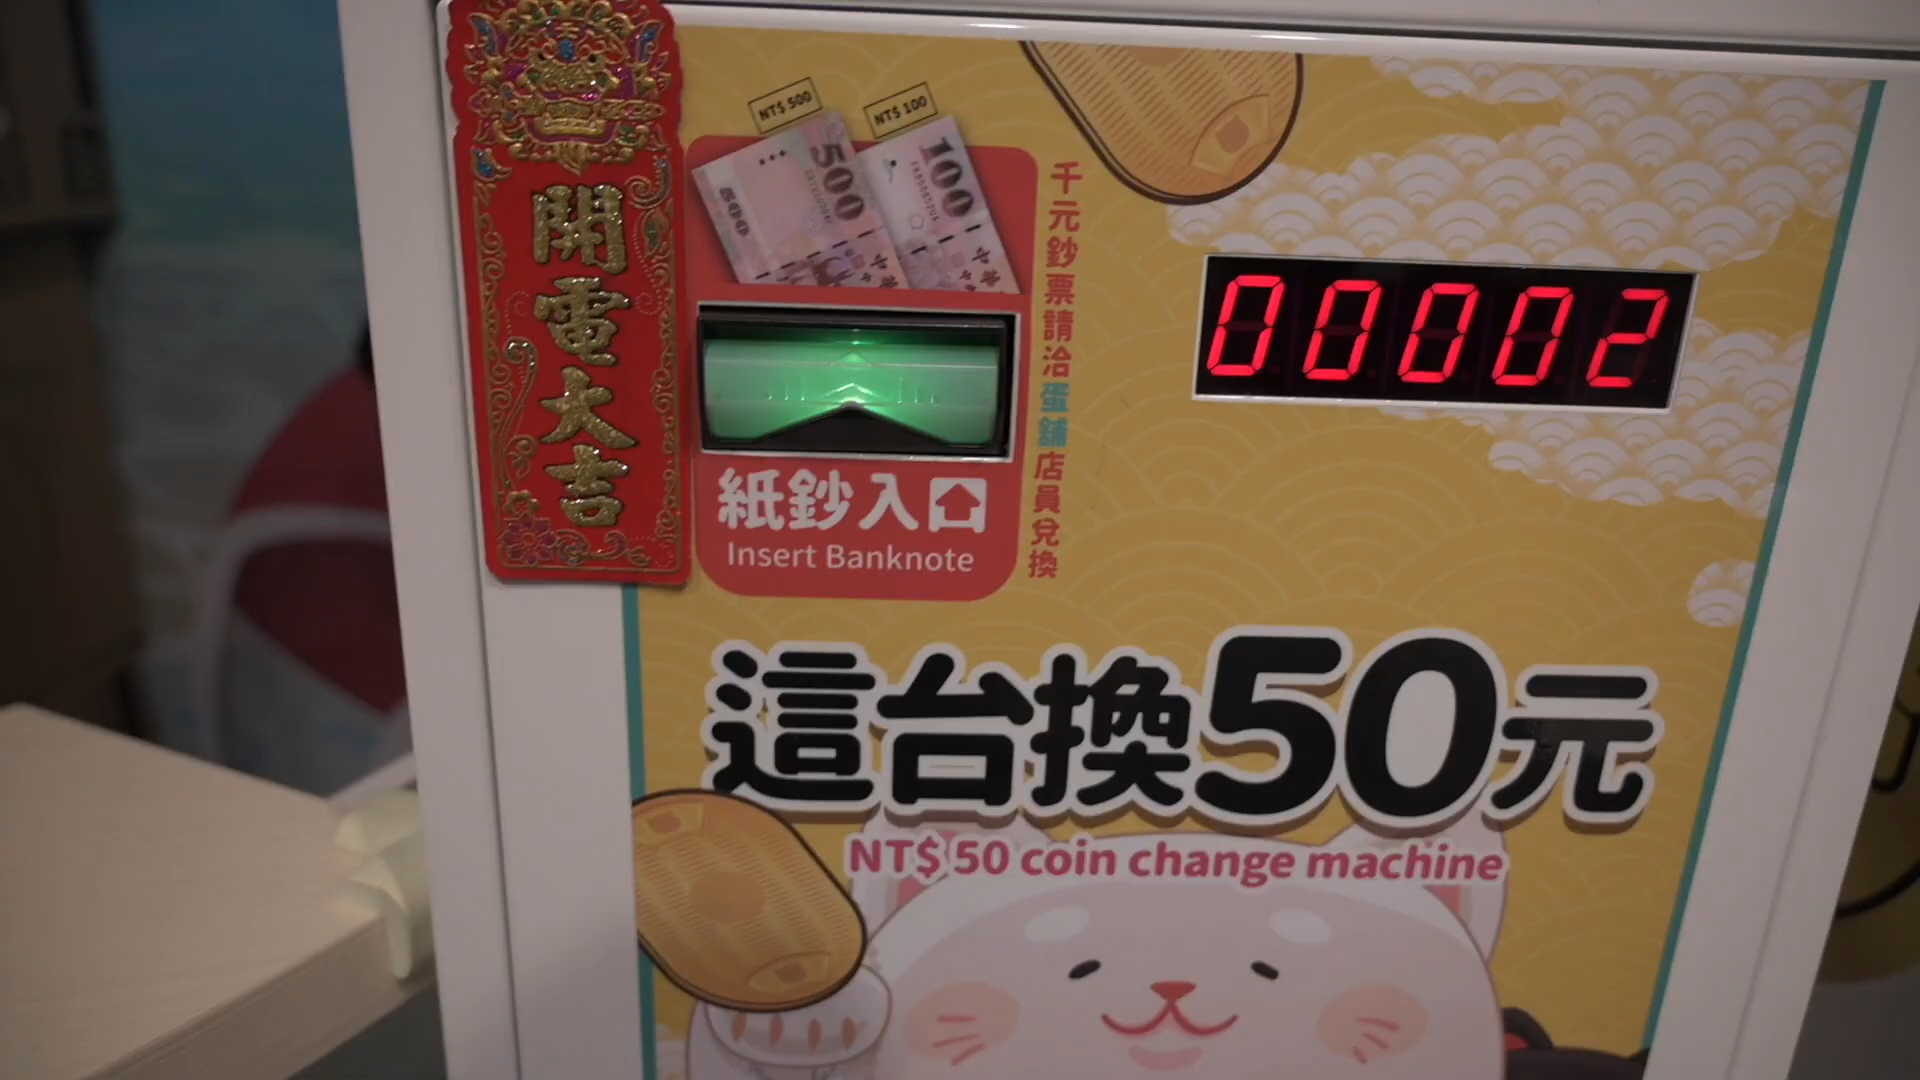 開電大吉
NT$ 500
NT$ 100
500
500
100
千元鈔票請洽蛋舖店員兌換
00002
紙鈔入口
Insert Banknote
這台換50元
NT$ 50 coin change machine